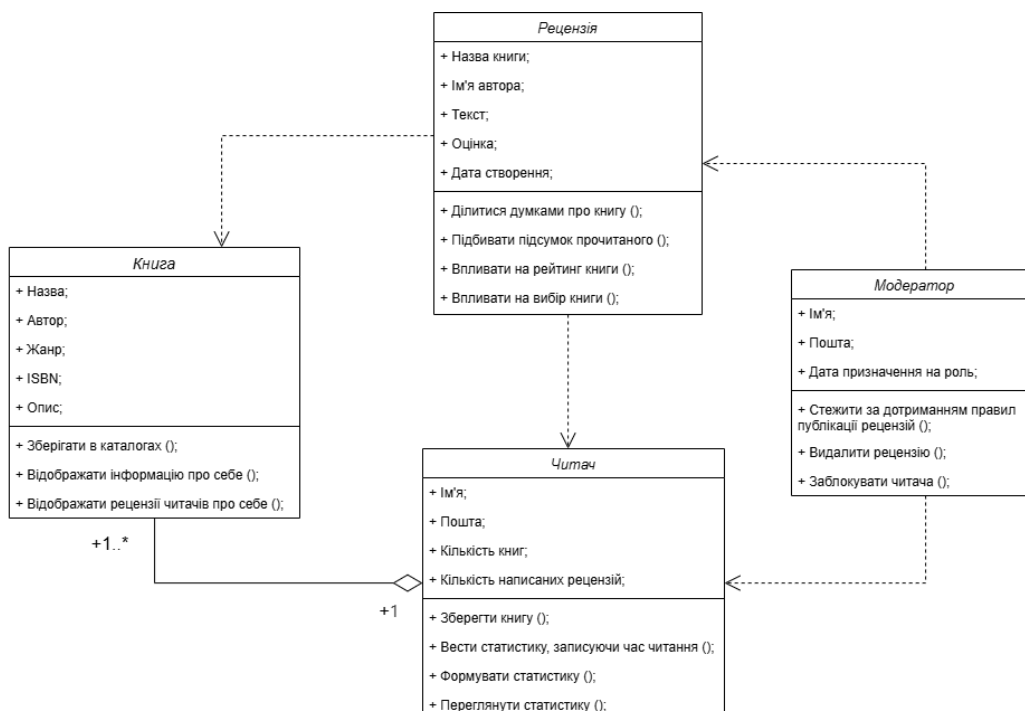 Рецензія
+ Назва книги;
+ Ім'я автора;
+ Текст;
+ Оцінка;
+ Дата створення;
+ Ділитися думками про книгу ();
+ Підбивати підсумок прочитаного ();
+ Впливати на рейтинг книги ();
+ Впливати на вибір книги ();
Книга
+ Назва;
+ Автор;
+ Жанр;
+ ISBN;
+ Опис;
+ Зберігати в каталогах ();
+ Відображати інформацію про себе ();
+ Відображати рецензії читачів про себе ();
Модератор
+ Ім'я;
+ Пошта;
+ Дата призначення на роль;
+ Стежити за дотриманням правил
публікації рецензій ();
+ Видалити рецензію ();
+ Заблокувати читача ();
+1..*
+1
Читач
+ Ім'я;
+ Пошта;
+ Кількість книг;
+ Кількість написаних рецензій;
+ Зберегти книгу ();
+ Вести статистику, записуючи час читання ();
+ Формувати статистику ();
+ Переглянути статистику ();